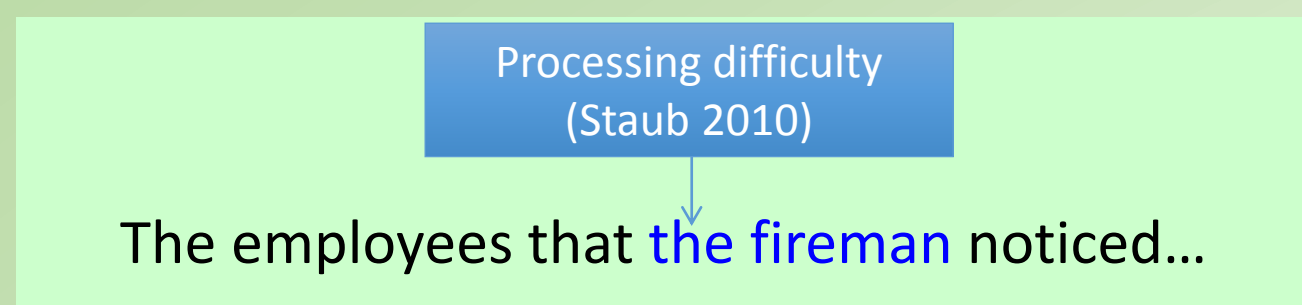 Processing difficulty
(Staub 2010)
The employees that the fireman noticed…